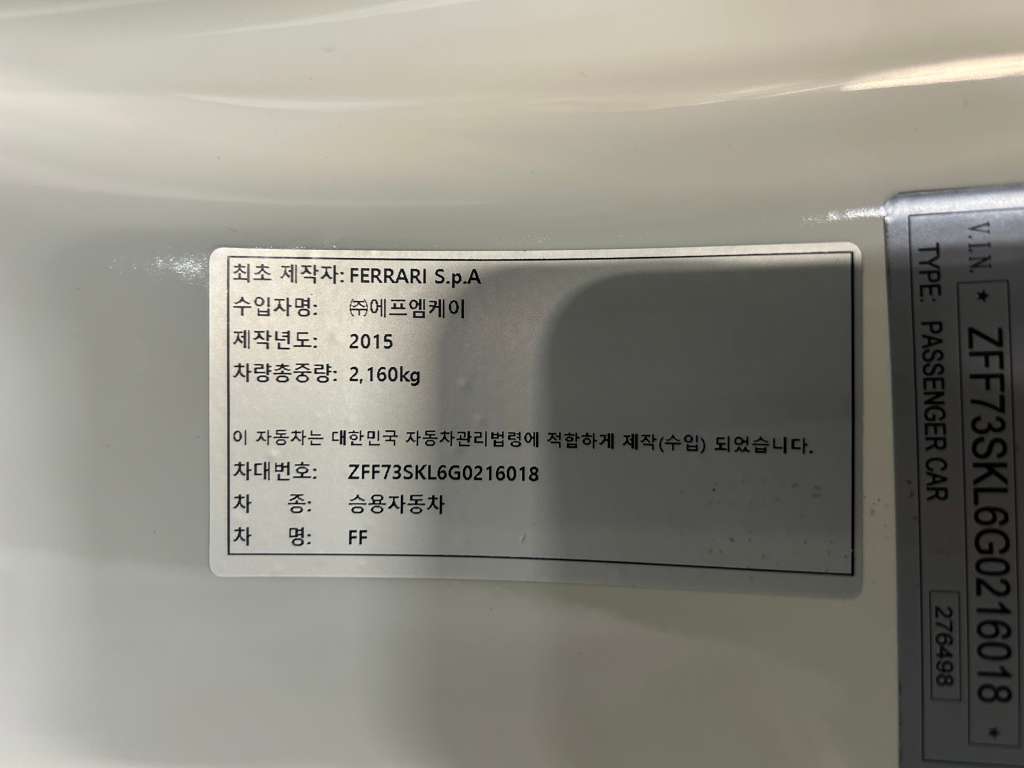 최초 제작자: FERRARI S.p.A
수입자명: ㈜에프엠케이
제작년도: 2015
차량총중량: 2,160kg
이 자동차는 대한민국 자동차관리법령에 적합하게 제작(수입) 되었습니다.
차대번호: ZFF73SKL6G0216018
차 종: 승용자동차
차 명: FF
V.I.N. * ZFF73SKL6G0216018 *
TYPE: PASSENGER CAR 276498